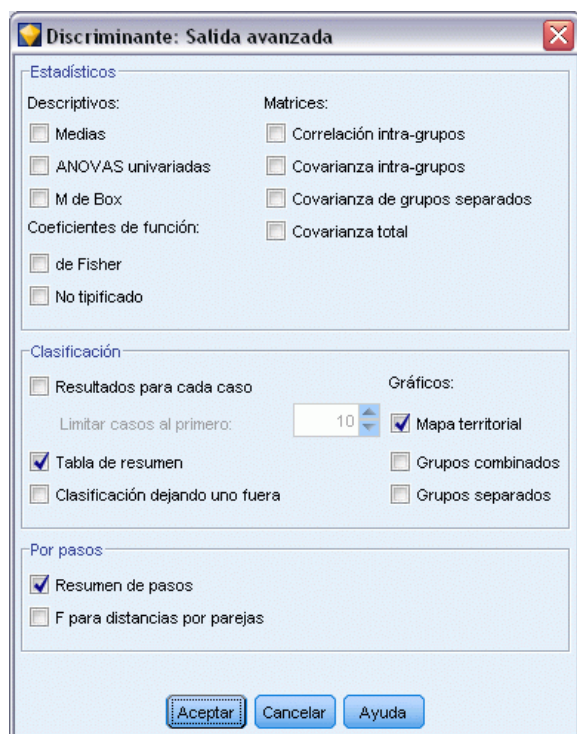 Discriminante: Salida avanzada
Estadísticos
Descriptivos:
Medias
ANOVAS univariadas
M de Box
Coeficientes de función:
de Fisher
No tipificado
Matrices:
Correlación intra-grupos
Covarianza intra-grupos
Covarianza de grupos separados
Covarianza total
Clasificación
Resultados para cada caso
Limitar casos al primero: 10
Tabla de resumen
Clasificación dejando uno fuera
Gráficos:
Mapa territorial
Grupos combinados
Grupos separados
Por pasos
Resumen de pasos
F para distancias por parejas
Aceptar Cancelar Ayuda